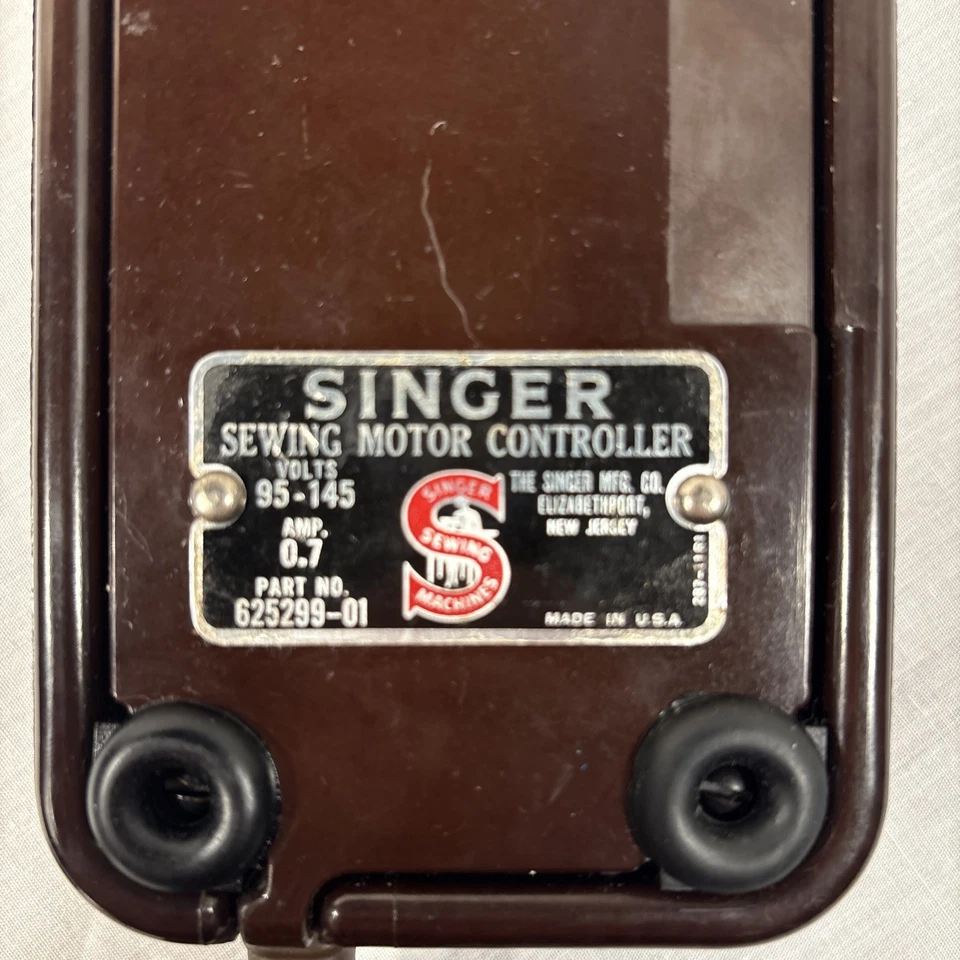 SINGER
SEWING MOTOR CONTROLLER
VOLTS
95-145
AMP.
0.7
PART NO.
625299-01
SINGER
SEWING
MACHINES
THE SINGER MFG. CO.
ELIZABETHPORT,
NEW JERSEY
MADE IN U.S.A.